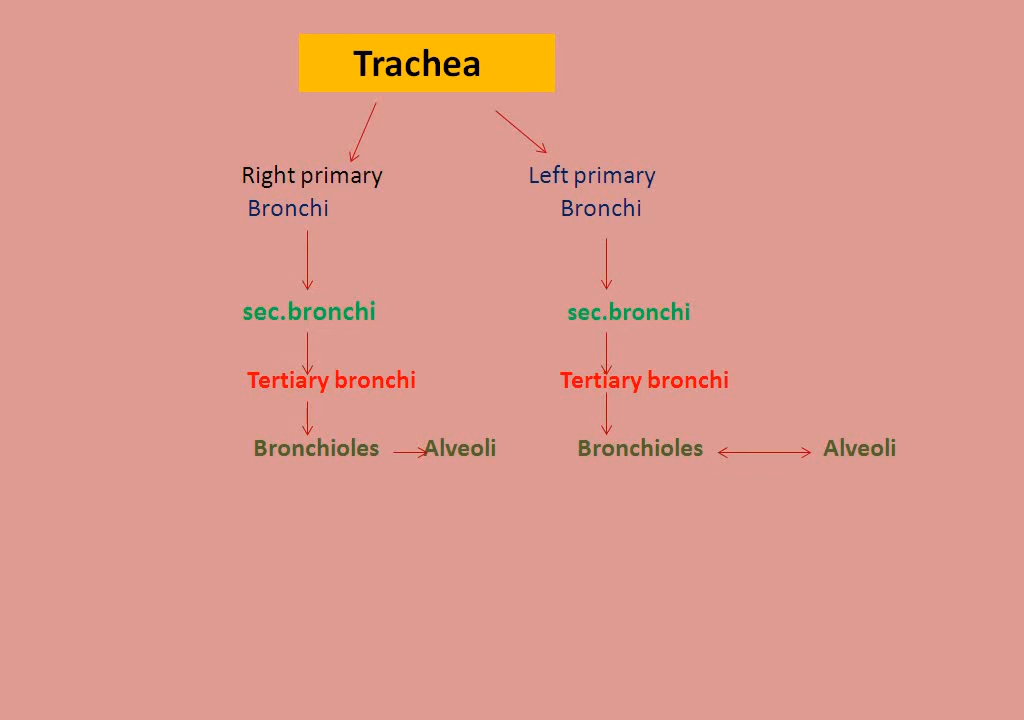 Trachea
Right primary
Bronchi
Left primary
Bronchi
sec.bronchi
sec.bronchi
Tertiary bronchi
Tertiary bronchi
Bronchioles Alveoli
Bronchioles Alveoli